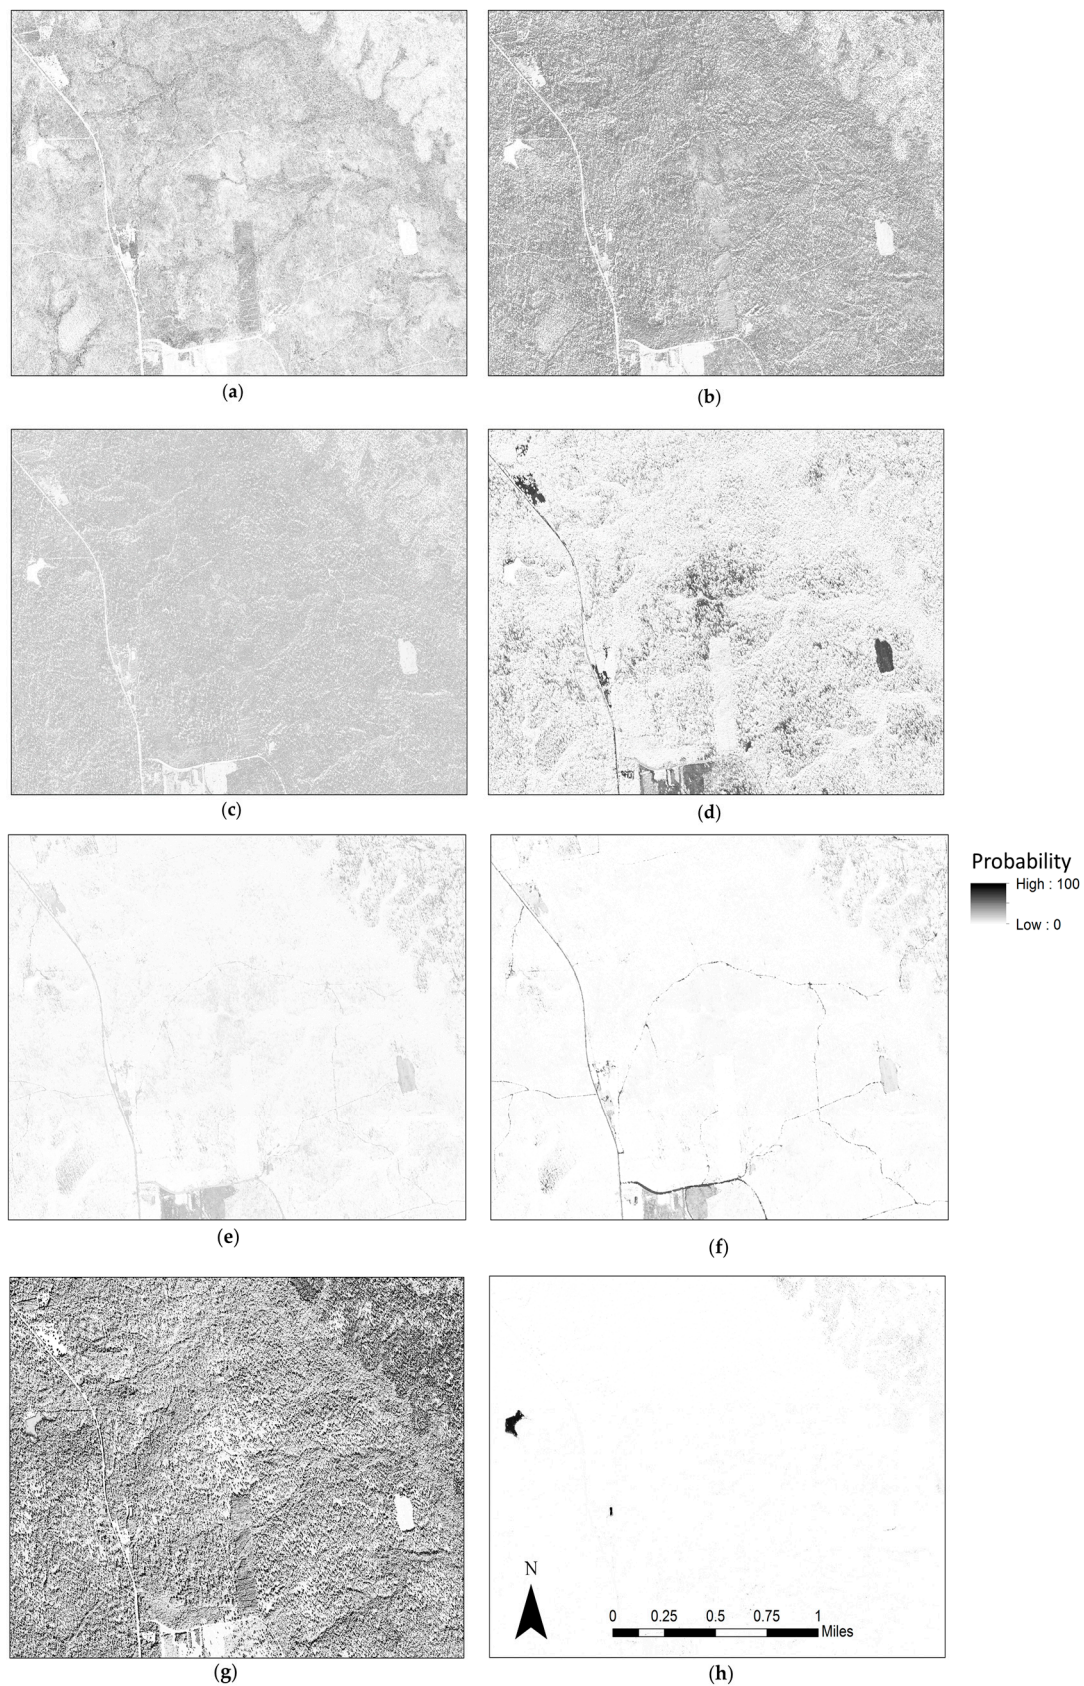 (a)
(b)
(c)
(d)
Probability
High : 100
Low : 0
(e)
(f)
N
0 0.25 0.5 0.75 1
Miles
(g)
(h)